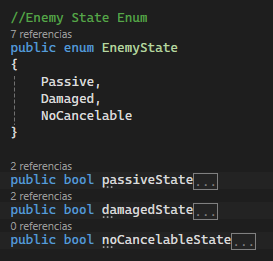 //Enemy State Enum
7 referencias
public enum EnemyState
{
Passive,
Damaged,
NoCancelable
}
2 referencias
public bool passiveState...
2 referencias
public bool damagedState...
0 referencias
public bool noCancelableState...